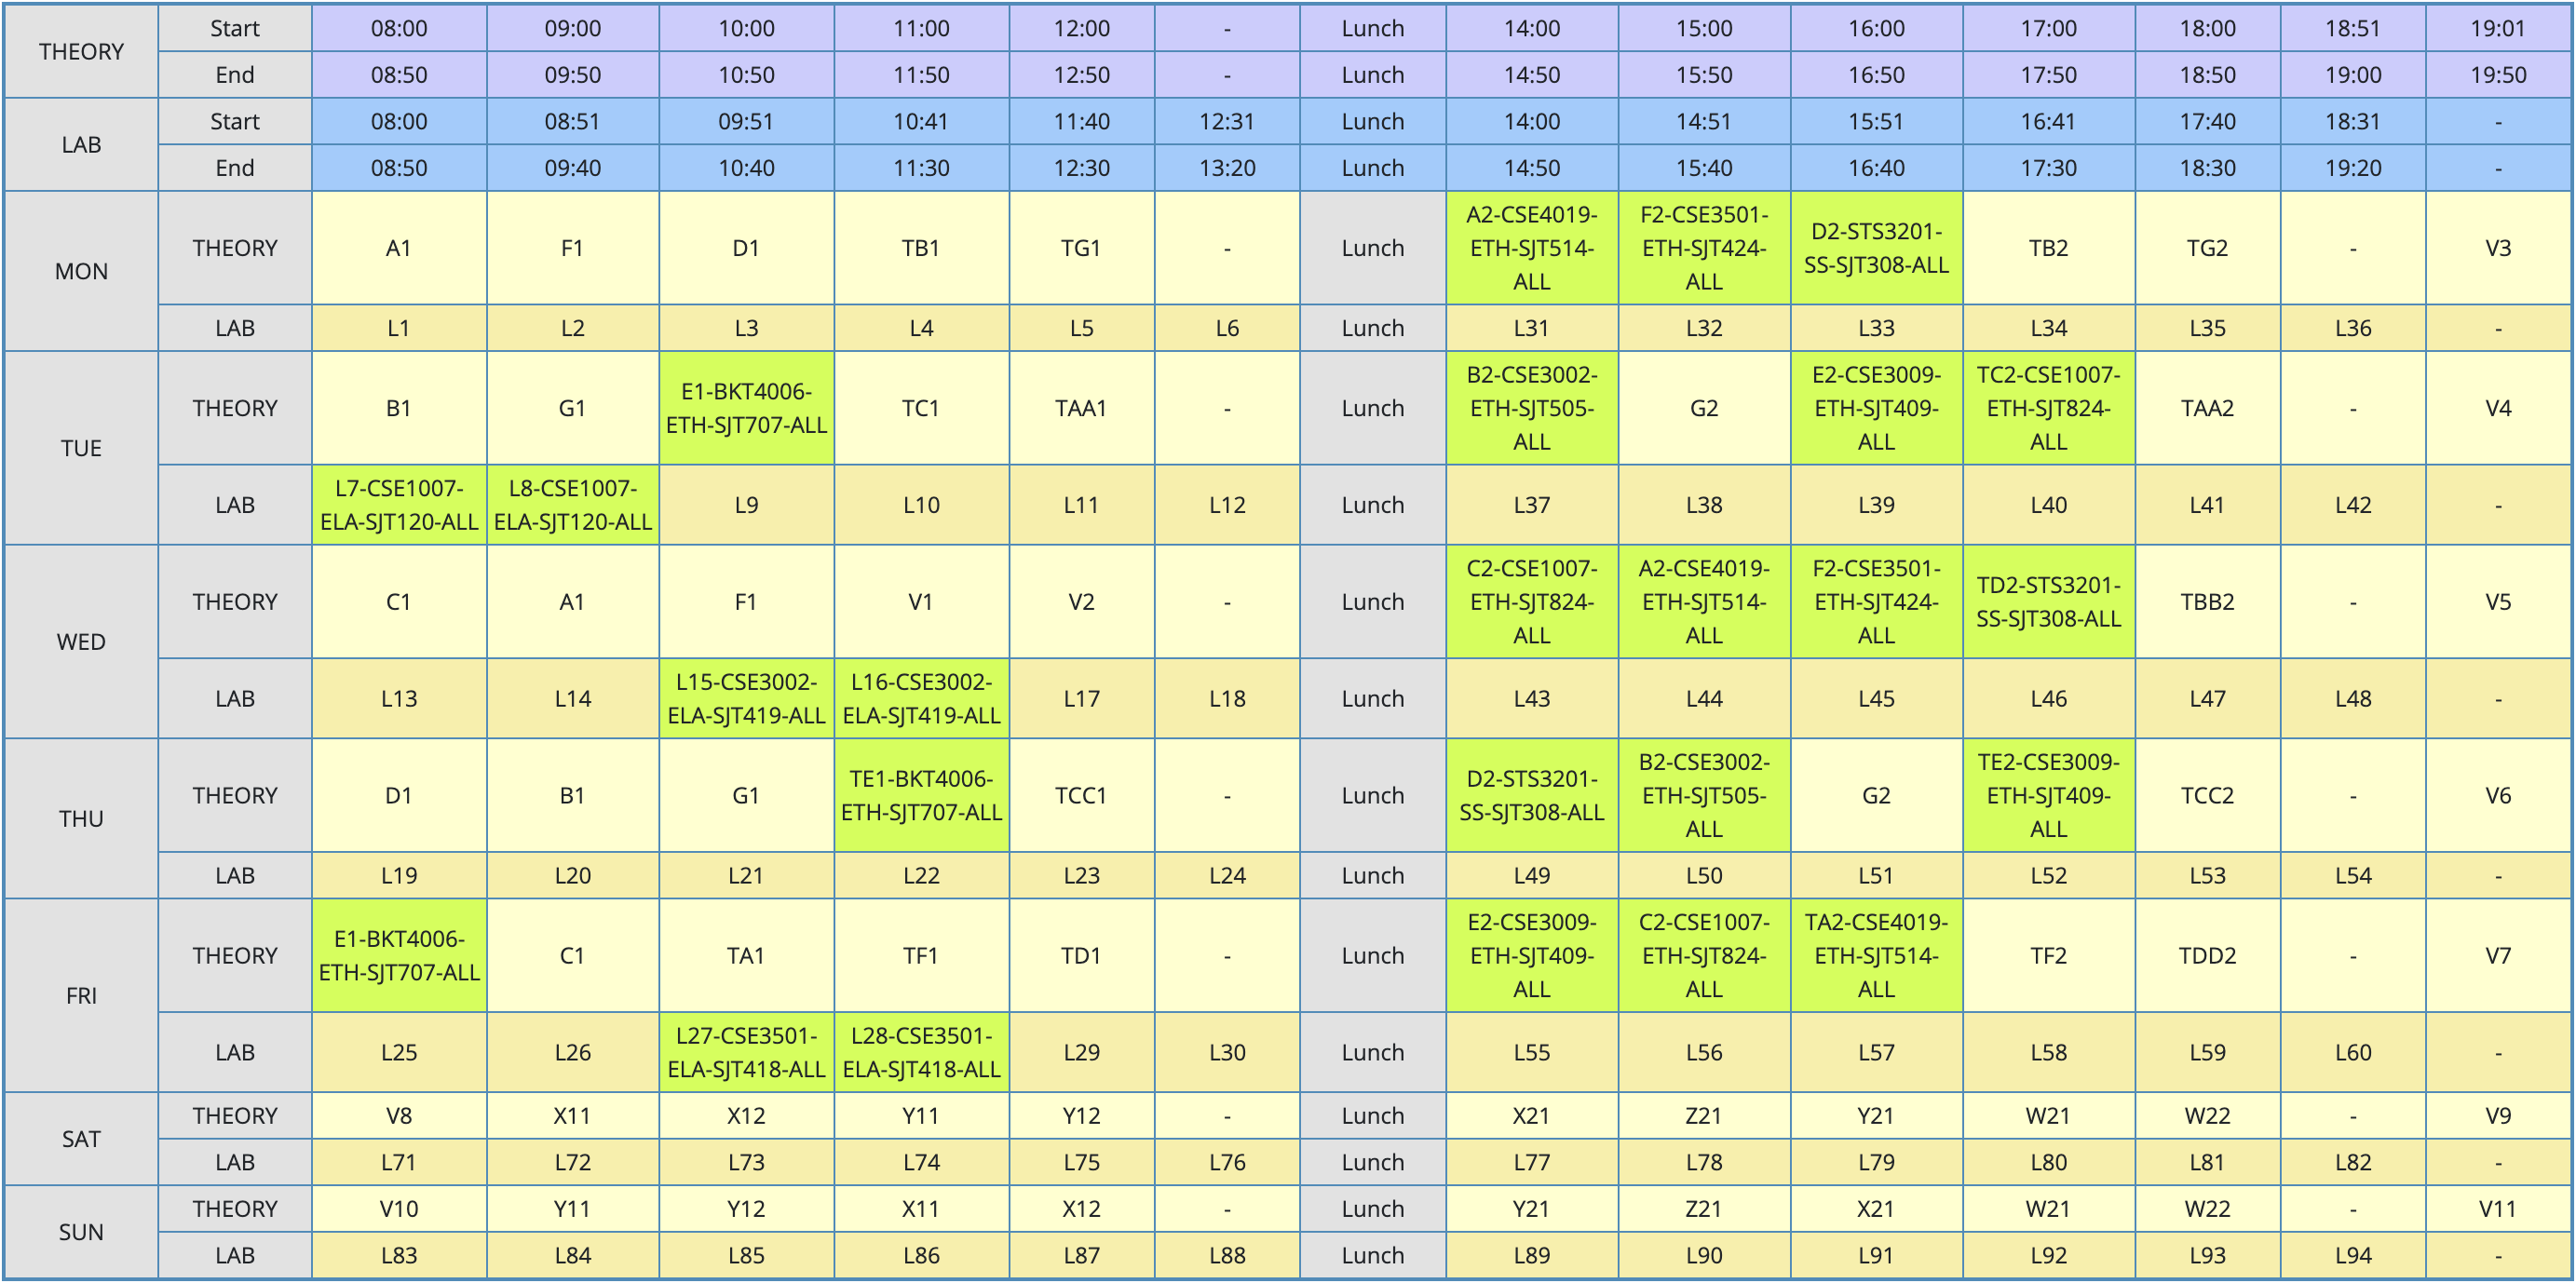 THEORY Start 08:00 09:00 10:00 11:00 12:00 - Lunch 14:00 15:00 16:00 17:00 18:00 18:51 19:01
End 08:50 09:50 10:50 11:50 12:50 - Lunch 14:50 15:50 16:50 17:50 18:50 19:00 19:50
LAB Start 08:00 08:51 09:51 10:41 11:40 12:31 Lunch 14:00 14:51 15:51 16:41 17:40 18:31 -
End 08:50 09:40 10:40 11:30 12:30 13:20 Lunch 14:50 15:40 16:40 17:30 18:30 19:20 -
MON THEORY A1 F1 D1 TB1 TG1 - Lunch A2-CSE4019-ETH-SJT514-ALL F2-CSE3501-ETH-SJT424-ALL D2-STS3201-SS-SJT308-ALL TB2 TG2 - V3
LAB L1 L2 L3 L4 L5 L6 Lunch L31 L32 L33 L34 L35 L36 -
TUE THEORY B1 G1 E1-BKT4006-ETH-SJT707-ALL TC1 TAA1 - Lunch B2-CSE3002-ETH-SJT505-ALL G2 E2-CSE3009-ETH-SJT409-ALL TC2-CSE1007-ETH-SJT824-ALL TAA2 - V4
LAB L7-CSE1007-ELA-SJT120-ALL L8-CSE1007-ELA-SJT120-ALL L9 L10 L11 L12 Lunch L37 L38 L39 L40 L41 L42 -
WED THEORY C1 A1 F1 V1 V2 - Lunch C2-CSE1007-ETH-SJT824-ALL A2-CSE4019-ETH-SJT514-ALL F2-CSE3501-ETH-SJT424-ALL TD2-STS3201-SS-SJT308-ALL TBB2 - V5
LAB L13 L14 L15-CSE3002-ELA-SJT419-ALL L16-CSE3002-ELA-SJT419-ALL L17 L18 Lunch L43 L44 L45 L46 L47 L48 -
THU THEORY D1 B1 G1 TE1-BKT4006-ETH-SJT707-ALL TCC1 - Lunch D2-STS3201-SS-SJT308-ALL B2-CSE3002-ETH-SJT505-ALL G2 TE2-CSE3009-ETH-SJT409-ALL TCC2 - V6
LAB L19 L20 L21 L22 L23 L24 Lunch L49 L50 L51 L52 L53 L54 -
FRI THEORY E1-BKT4006-ETH-SJT707-ALL C1 TA1 TF1 TD1 - Lunch E2-CSE3009-ETH-SJT409-ALL C2-CSE1007-ETH-SJT824-ALL TA2-CSE4019-ETH-SJT514-ALL TF2 TDD2 - V7
LAB L25 L26 L27-CSE3501-ELA-SJT418-ALL L28-CSE3501-ELA-SJT418-ALL L29 L30 Lunch L55 L56 L57 L58 L59 L60 -
SAT THEORY V8 X11 X12 Y11 Y12 - Lunch X21 Z21 Y21 W21 W22 - V9
LAB L71 L72 L73 L74 L75 L76 Lunch L77 L78 L79 L80 L81 L82 -
SUN THEORY V10 Y11 Y12 X11 X12 - Lunch Y21 Z21 X21 W21 W22 - V11
LAB L83 L84 L85 L86 L87 L88 Lunch L89 L90 L91 L92 L93 L94 -